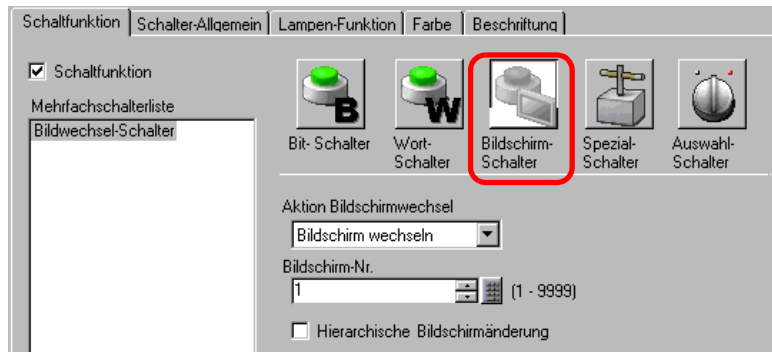 Schaltfunktion Schalter-Allgemein Lampen-Funktion Farbe Beschriftung
Schaltfunktion
Mehrfachschalterliste
Bildwechsel-Schalter
B W
Bit- Schalter Wort-Schalter Bildschirm-Schalter Spezial-Schalter Auswahl-Schalter
Aktion Bildschirmwechsel
Bildschirm wechseln
Bildschirm-Nr.
1 (1 - 9999)
Hierarchische Bildschirmänderung